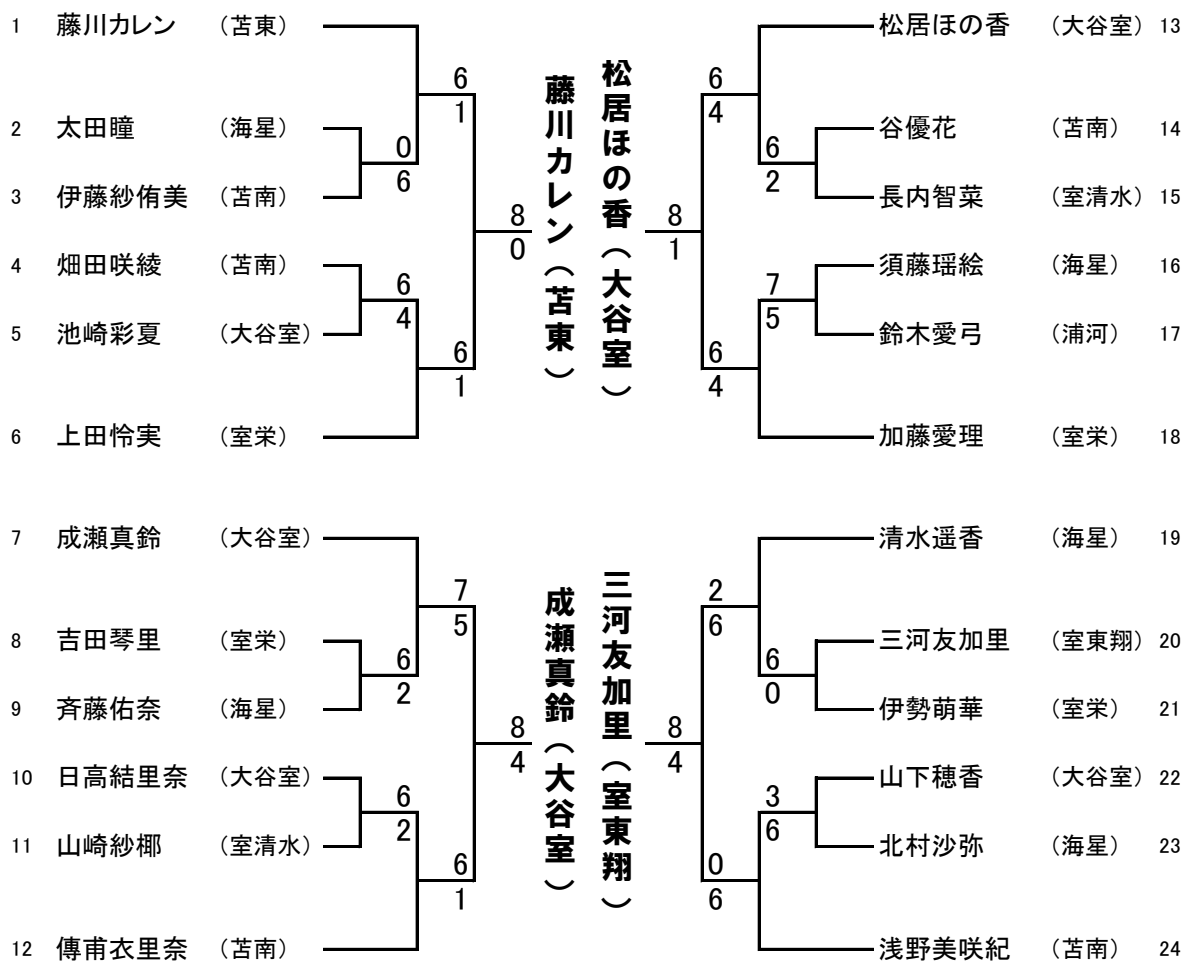 1 藤川カレン （苫東）
6
1
2 太田瞳 （海星）
0
6
3 伊藤紗侑美 （苫南）
8
0
4 畑田咲綾 （苫南）
6
4
5 池崎彩夏 （大谷室）
6
1
6 上田怜実 （室栄）
藤川カレン（苫東）
松居ほの香（大谷室）
松居ほの香 （大谷室） 13
6
4
谷優花 （苫南） 14
6
2
長内智菜 （室清水） 15
8
1
須藤瑶絵 （海星） 16
7
5
鈴木愛弓 （浦河） 17
6
4
加藤愛理 （室栄） 18
7 成瀬真鈴 （大谷室）
7
5
8 吉田琴里 （室栄）
6
2
9 斉藤佑奈 （海星）
8
4
10 日高結里奈 （大谷室）
6
2
11 山崎紗椰 （室清水）
6
1
12 傳甫衣里奈 （苫南）
成瀬真鈴（大谷室）
三河友加里（室東翔）
清水遥香 （海星） 19
2
6
三河友加里 （室東翔） 20
6
0
伊勢萌華 （室栄） 21
8
4
山下穂香 （大谷室） 22
3
6
北村沙弥 （海星） 23
0
6
浅野美咲紀 （苫南） 24